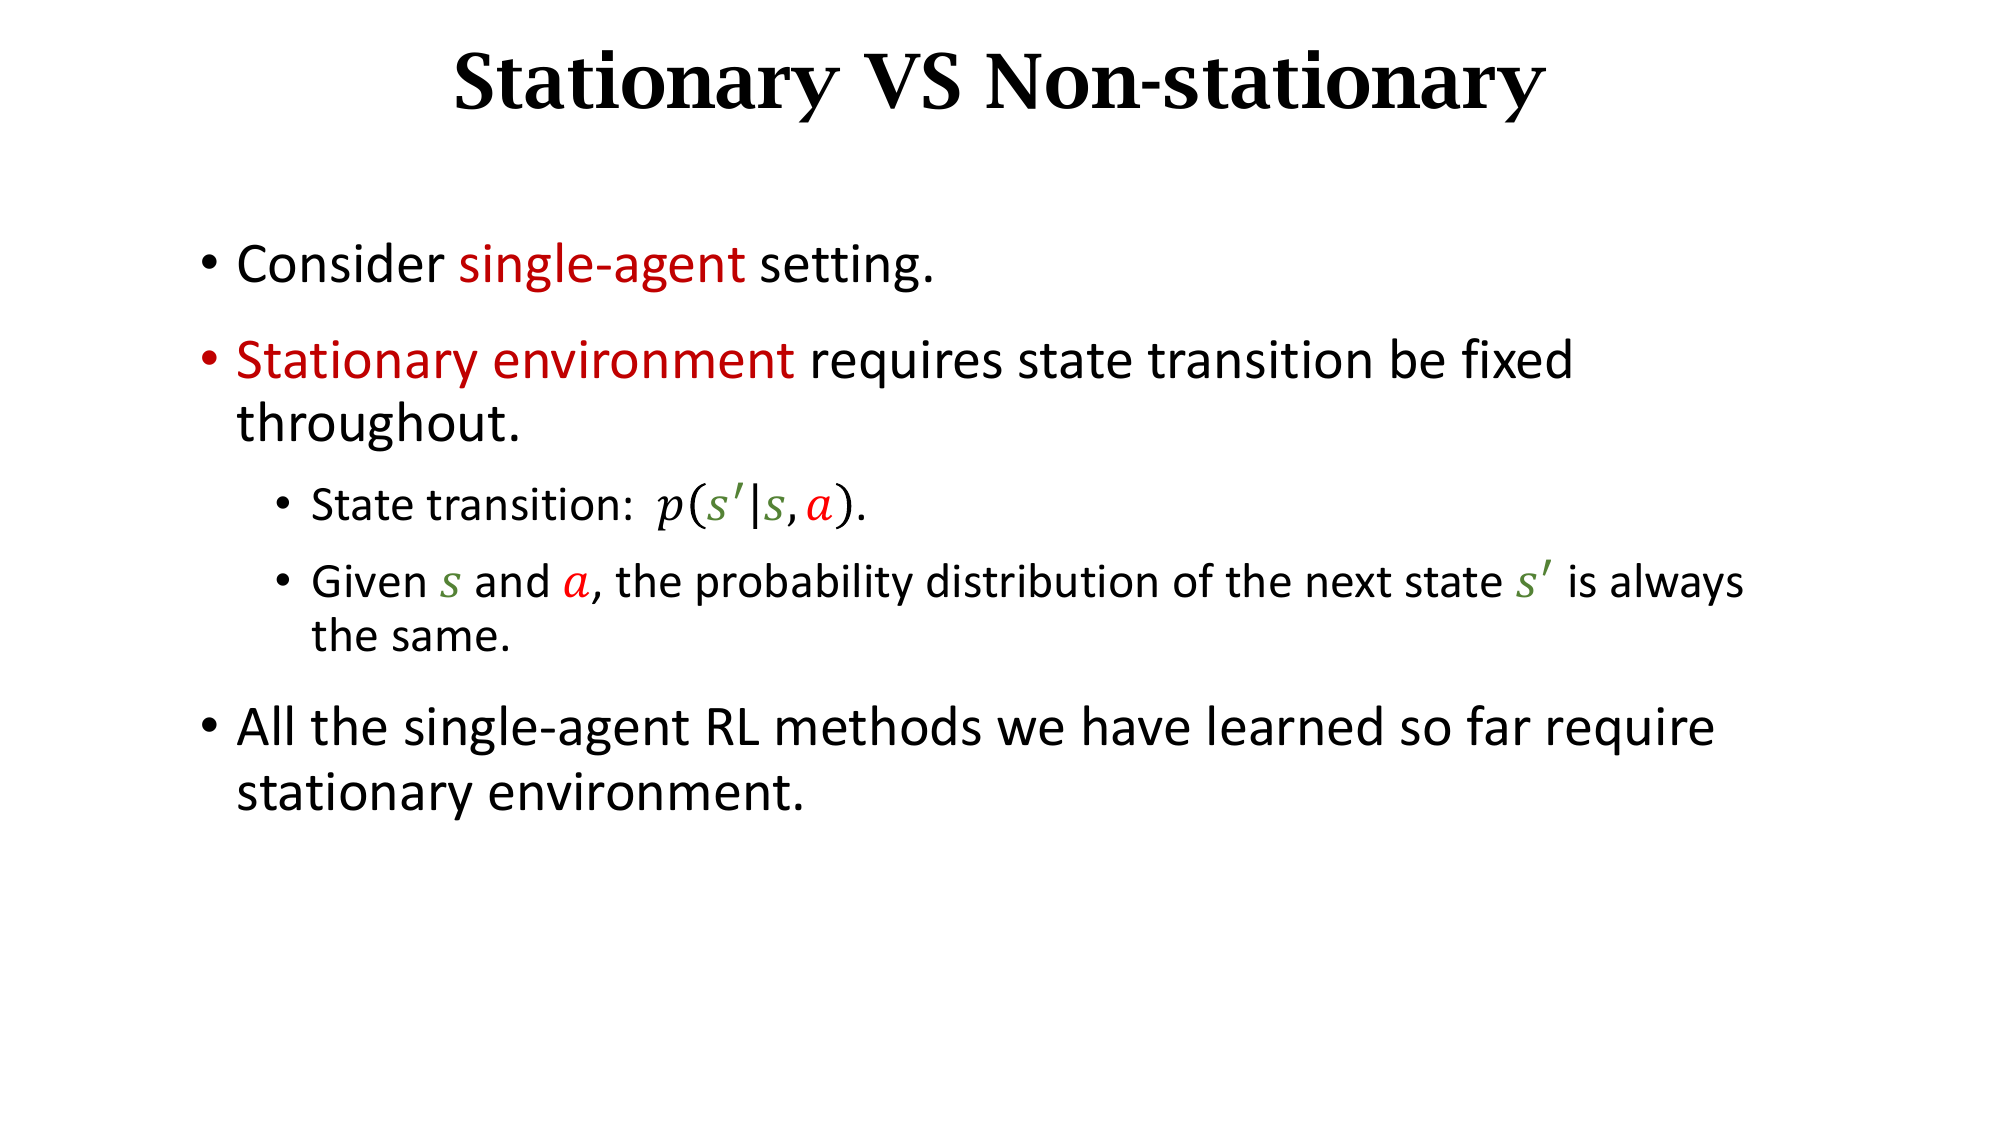 Stationary VS Non-stationary
• Consider single-agent setting.
• Stationary environment requires state transition be fixed
throughout.
• State transition: p(s′|s, a).
• Given s and a, the probability distribution of the next state s′ is always
the same.
• All the single-agent RL methods we have learned so far require
stationary environment.